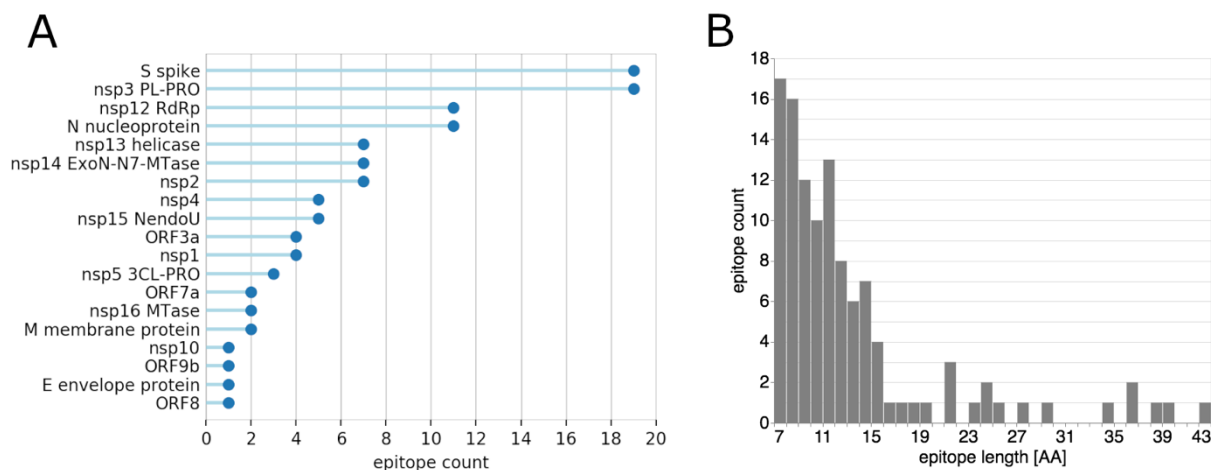 A
S spike
nsp3 PL-PRO
nsp12 RdRp
N nucleoprotein
nsp13 helicase
nsp14 ExoN-N7-MTase
nsp2
nsp4
nsp15 NendoU
ORF3a
nsp1
nsp5 3CL-PRO
ORF7a
nsp16 MTase
M membrane protein
nsp10
ORF9b
E envelope protein
ORF8
0 2 4 6 8 10 12 14 16 18 20
epitope count
B
epitope count
18
16
14
12
10
8
6
4
2
0
7 11 15 19 23 27 31 35 39 43
epitope length [AA]